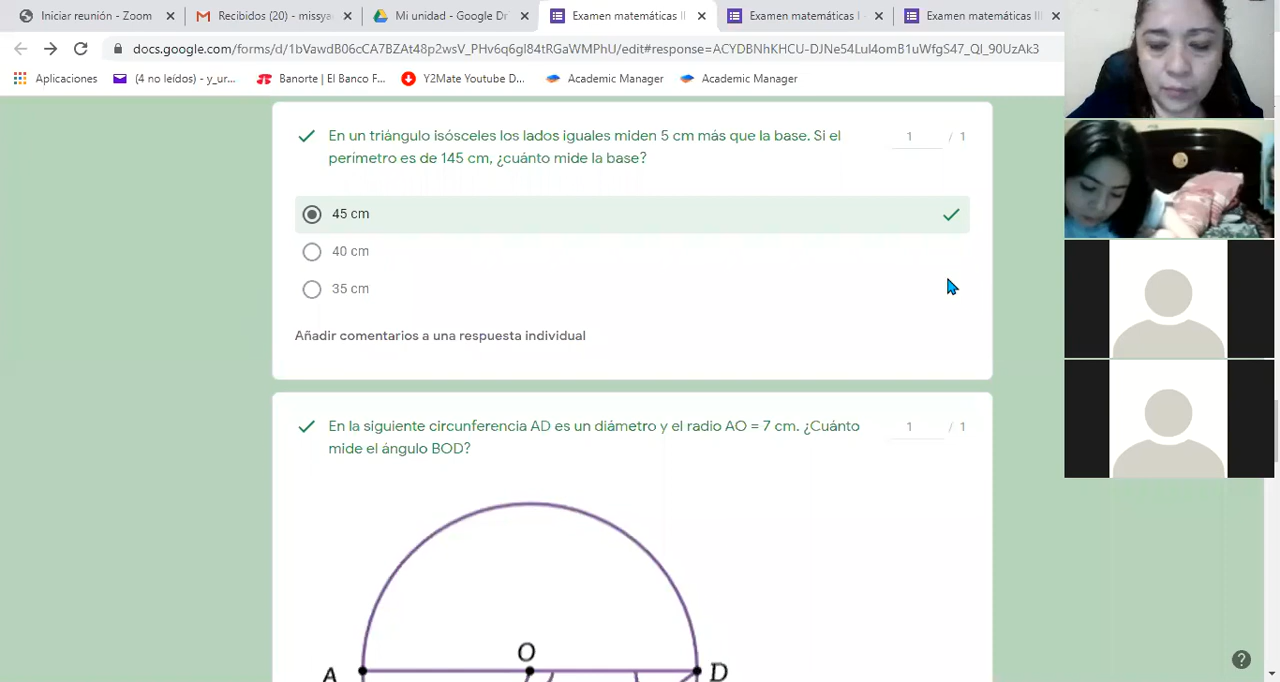 Iniciar reunión - Zoom
Recibidos (20) - missya
Mi unidad - Google Dr
Examen matemáticas II
Examen matemáticas I -
Examen matemáticas III
docs.google.com/forms/d/1bVawdB06cCA7BZAt48p2wsV_PHv6q6gl84tRGaWMPhU/edit#response=ACYDBNhKHCU-DJNe54Lul4omB1uWfgS47_QI_90UzAk3
Aplicaciones
(4 no leídos) - y_ur...
Banorte | El Banco F...
Y2Mate Youtube D...
Academic Manager
Academic Manager
En un triángulo isósceles los lados iguales miden 5 cm más que la base. Si el
perímetro es de 145 cm, ¿cuánto mide la base?
1 / 1
45 cm
40 cm
35 cm
Añadir comentarios a una respuesta individual
En la siguiente circunferencia AD es un diámetro y el radio AO = 7 cm. ¿Cuánto
mide el ángulo BOD?
1 / 1
O
A
D